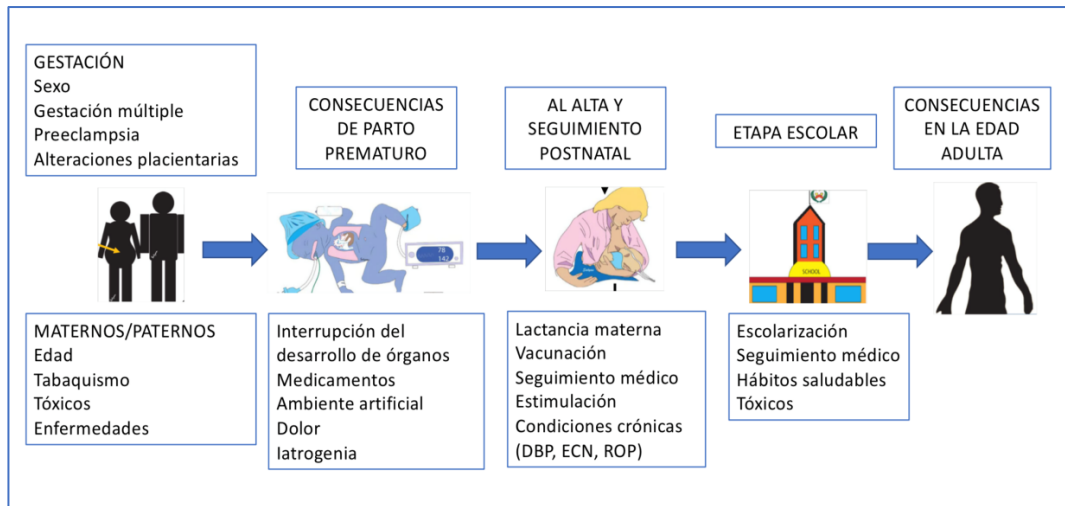 GESTACIÓN
Sexo
Gestación múltiple
Preeclampsia
Alteraciones placientarias
CONSECUENCIAS
DE PARTO
PREMATURO
AL ALTA Y
SEGUIMIENTO
POSTNATAL
ETAPA ESCOLAR
CONSECUENCIAS
EN LA EDAD
ADULTA
78
142
SCHOOL
MATERNOS/PATERNOS
Edad
Tabaquismo
Tóxicos
Enfermedades
Interrupción del
desarrollo de órganos
Medicamentos
Ambiente artificial
Dolor
Iatrogenia
Lactancia materna
Vacunación
Seguimiento médico
Estimulación
Condiciones crónicas
(DBP, ECN, ROP)
Escolarización
Seguimiento médico
Hábitos saludables
Tóxicos